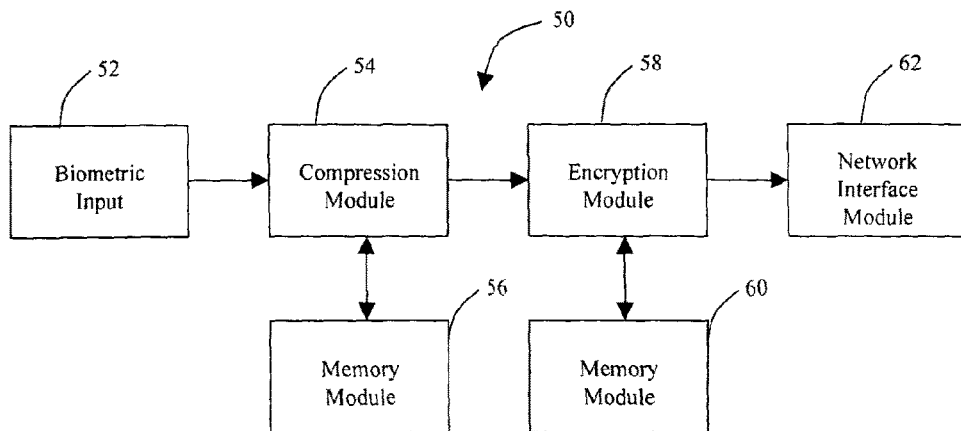 50
52
54
58
62
Biometric
Input
Compression
Module
Encryption
Module
Network
Interface
Module
56
60
Memory
Module
Memory
Module